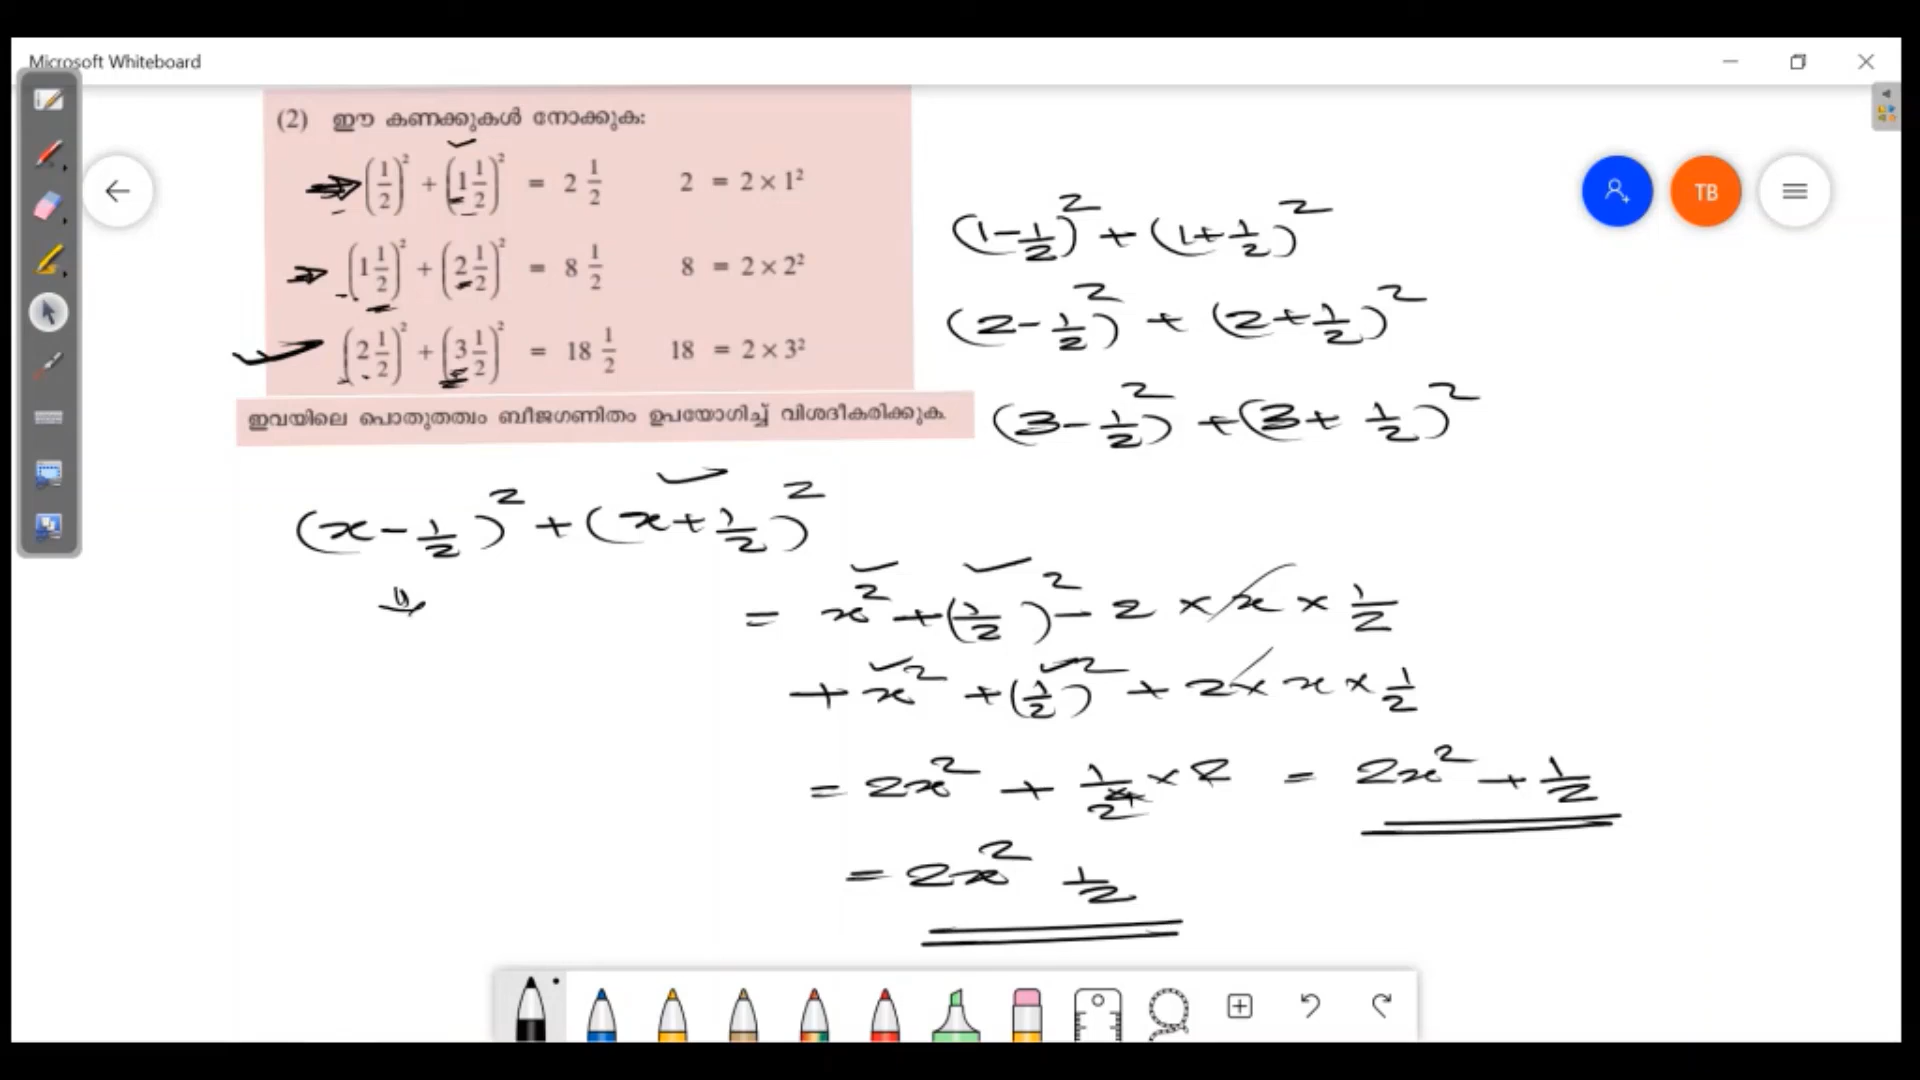 Microsoft Whiteboard
(2) ഈ കണക്കുകൾ നോക്കുക:
(1/2)² + (1 1/2)² = 2 1/2 2 = 2 × 1²
(1 1/2)² + (2 1/2)² = 8 1/2 8 = 2 × 2²
(2 1/2)² + (3 1/2)² = 18 1/2 18 = 2 × 3²
ഇവയിലെ പൊതുതത്വം ബീജഗണിതം ഉപയോഗിച്ച് വിശദീകരിക്കുക.
TB
(1-1/2)² + (1+1/2)²
(2-1/2)² + (2+1/2)²
(3-1/2)² + (3+1/2)²
(x-1/2)² + (x+1/2)²
= x² + (1/2)² - 2 × x × 1/2
+ x² + (1/2)² + 2 × x × 1/2
= 2x² + 1/4 × 2 = 2x² + 1/2
2
= 2x² 1/2